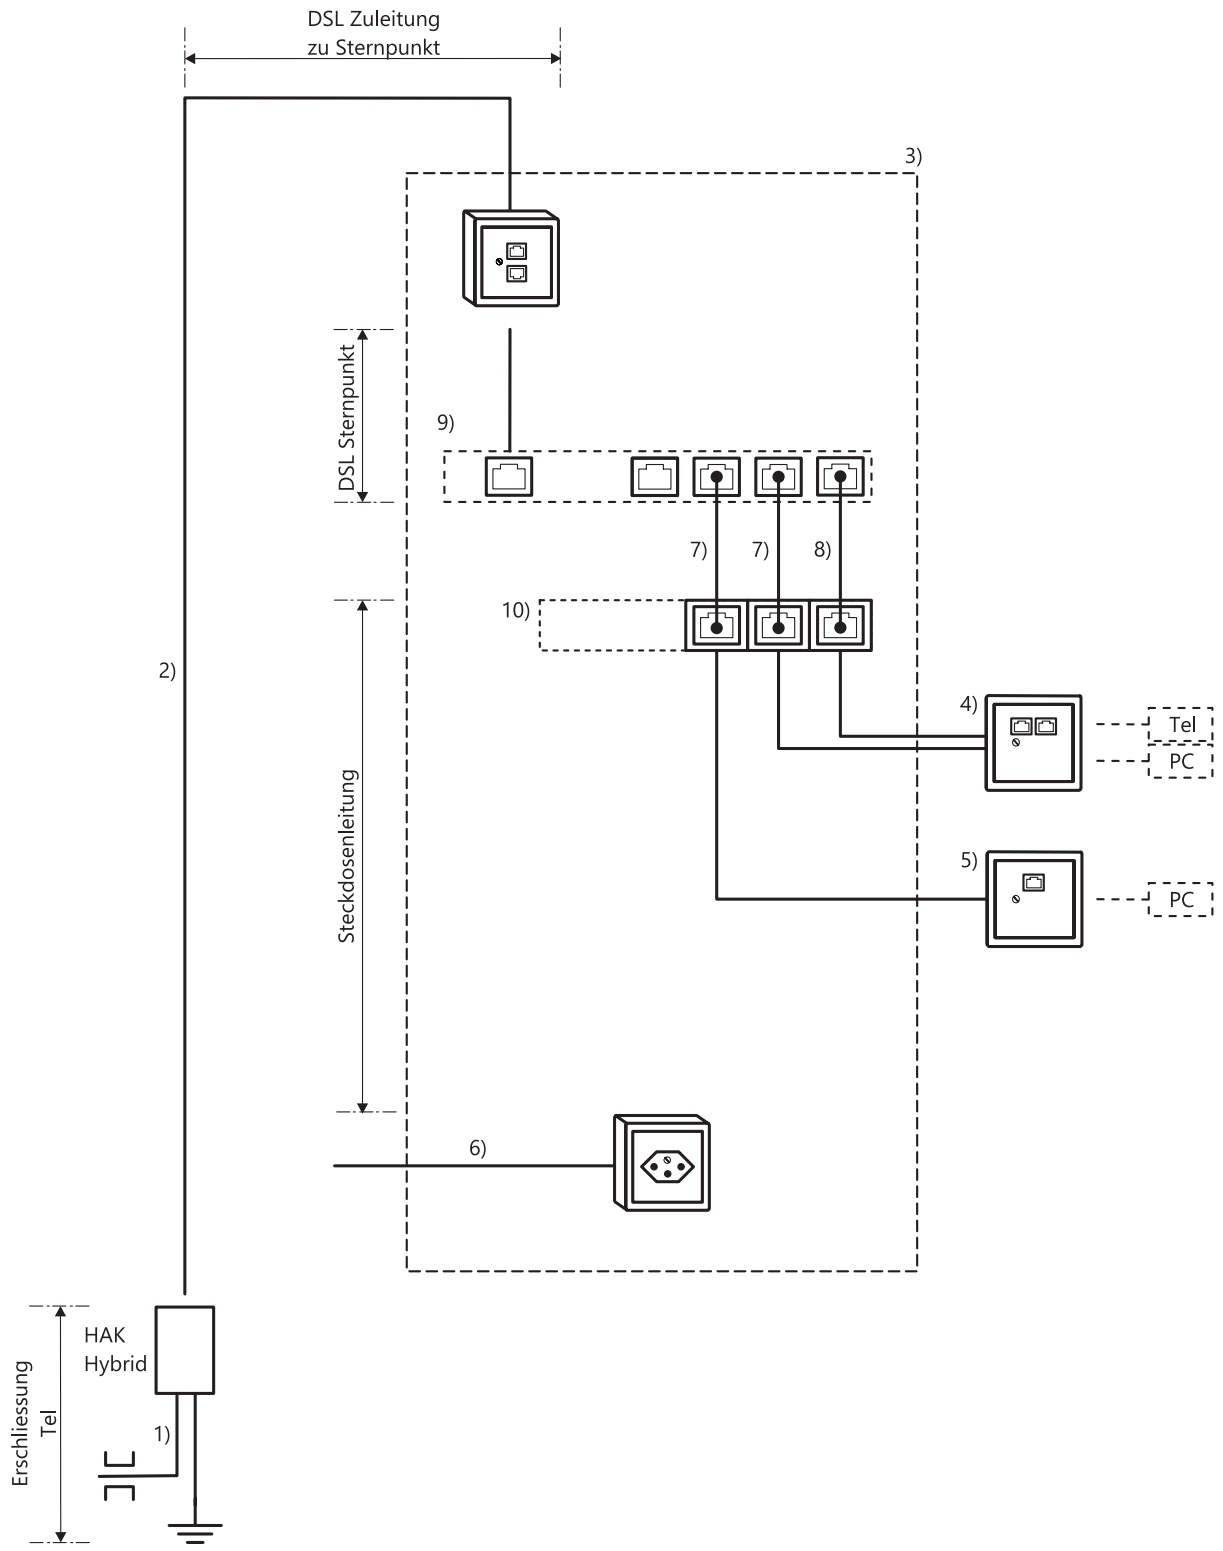 DSL Zuleitung
zu Sternpunkt
3)
DSL Sternpunkt
9)
7)
7)
8)
10)
2)
4)
Tel
PC
Steckdosenleitung
5)
PC
6)
HAK
Hybrid
Erschliessung
Tel
1)